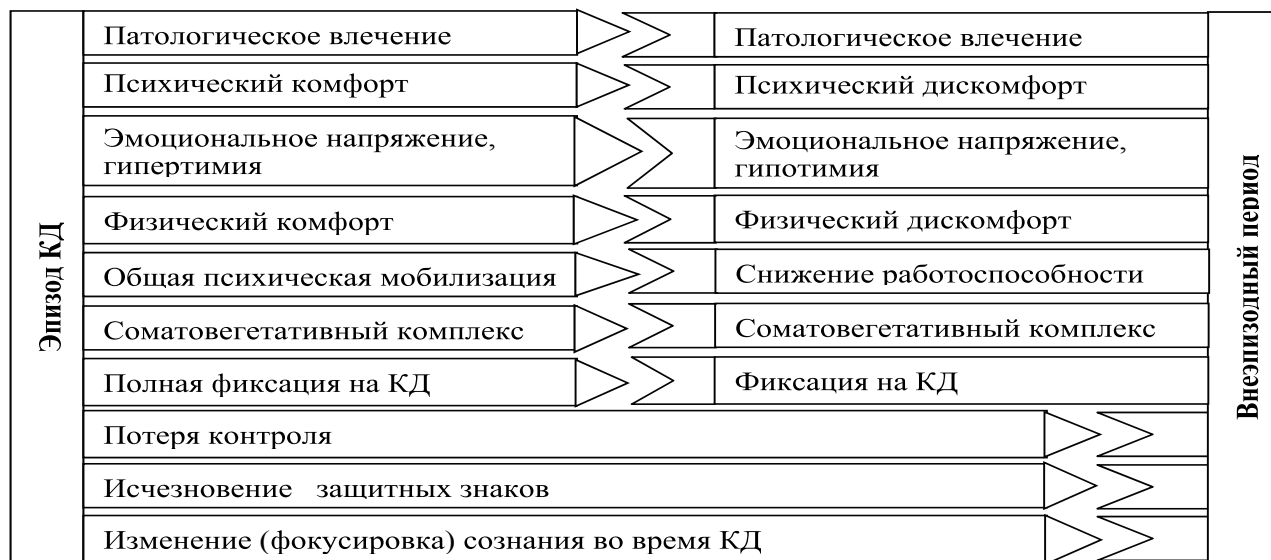 Эпизод КД
Патологическое влечение
Патологическое влечение
Психический комфорт
Психический дискомфорт
Эмоциональное напряжение,
гипертимия
Эмоциональное напряжение,
гипотимия
Физический комфорт
Физический дискомфорт
Общая психическая мобилизация
Снижение работоспособности
Соматовегетативный комплекс
Соматовегетативный комплекс
Полная фиксация на КД
Фиксация на КД
Потеря контроля
Исчезновение защитных знаков
Изменение (фокусировка) сознания во время КД
Внеэпизодный период